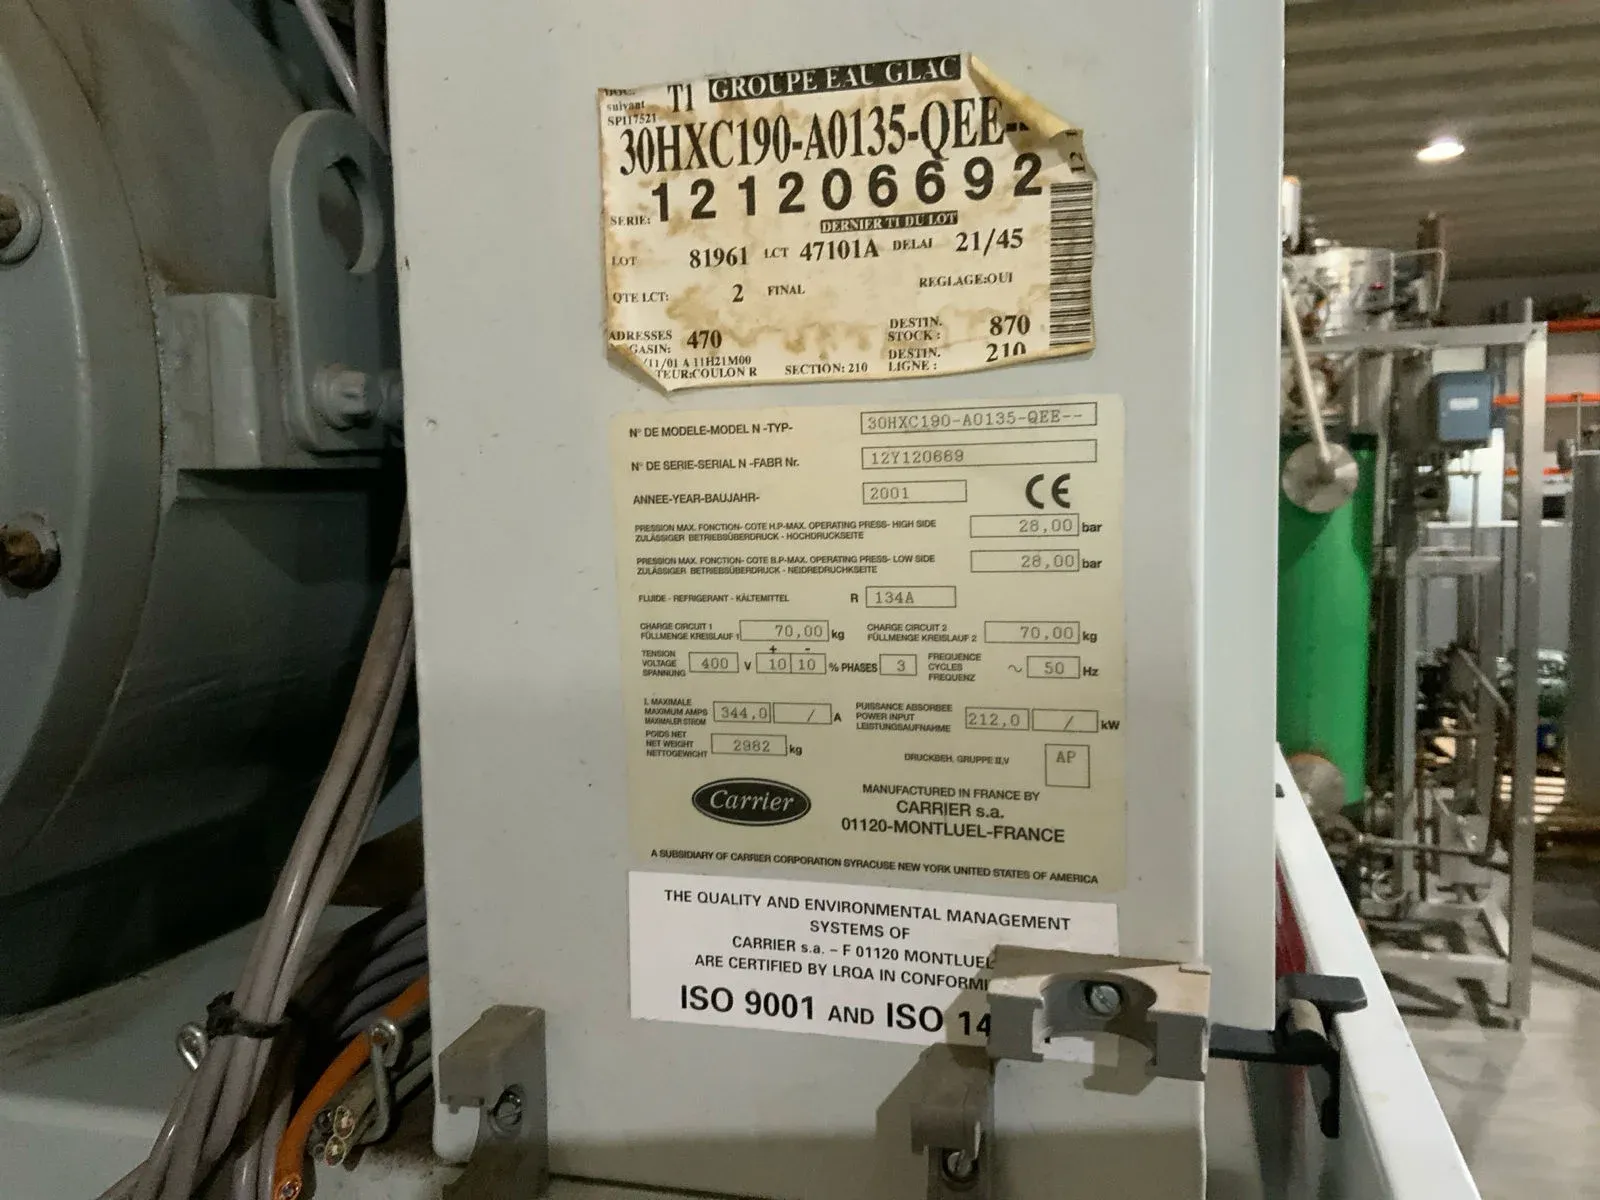 T1 GROUPE EAU GLAC
suivant
SPI17521
30HXC190-A0135-QEE--
SERIE: 121206692
DERNIER T1 DU LOT
LOT 81961 LCT 47101A DELAI 21/45
QTE LCT: 2 FINAL REGLAGE:OUI
ADRESSES 470 DESTIN. STOCK: 870
GASIN:
11/01 A 11H21M00 DESTIN. LIGNE: 210
TEUR:COULON R SECTION: 210
N° DE MODELE-MODEL N -TYP- 30HXC190-A0135-QEE--
N° DE SERIE-SERIAL N -FABR Nr. 12Y120669
ANNEE-YEAR-BAUJAHR- 2001 CE
PRESSION MAX. FONCTION- COTE H.P-MAX. OPERATING PRESS- HIGH SIDE 28,00 bar
ZULÄSSIGER BETRIEBSÜBERDRUCK - HOCHDRUCKSEITE
PRESSION MAX. FONCTION- COTE B.P-MAX. OPERATING PRESS- LOW SIDE 28,00 bar
ZULÄSSIGER BETRIEBSÜBERDRUCK - NEIDREDRUCHKSEITE
FLUIDE - REFRIGERANT - KÄLTEMITTEL R 134A
CHARGE CIRCUIT 1 70,00 kg CHARGE CIRCUIT 2 70,00 kg
FÜLLMENGE KREISLAUF 1 FÜLLMENGE KREISLAUF 2
TENSION + - FREQUENCE
VOLTAGE 400 V 10 10 % PHASES 3 CYCLES ~ 50 Hz
SPANNUNG FREQUENZ
I. MAXIMALE PUISSANCE ABSORBEE
MAXIMUM AMPS 344,0 / A POWER INPUT 212,0 / kW
MAXIMALER STROM LEISTUNGSAUFNAHME
POIDS NET
NET WEIGHT 2982 kg
NETTOGEWICHT
DRUCKBEH. GRUPPE II,V AP
Carrier
MANUFACTURED IN FRANCE BY
CARRIER s.a.
01120-MONTLUEL-FRANCE
A SUBSIDIARY OF CARRIER CORPORATION SYRACUSE NEW YORK UNITED STATES OF AMERICA
THE QUALITY AND ENVIRONMENTAL MANAGEMENT
SYSTEMS OF
CARRIER s.a. – F 01120 MONTLUEL
ARE CERTIFIED BY LRQA IN CONFORMI
ISO 9001 AND ISO 14